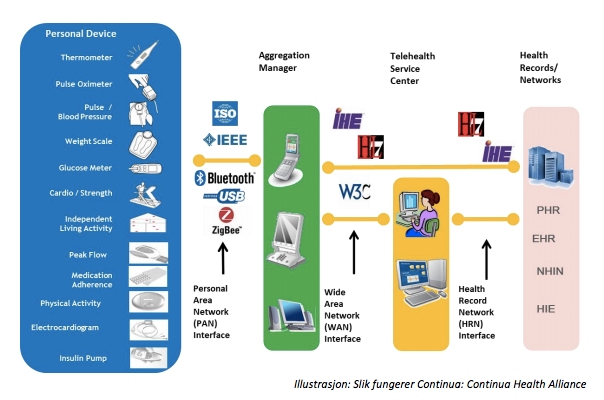 Personal Device
Thermometer
Pulse Oximeter
Pulse /
Blood Pressure
Weight Scale
Glucose Meter
Cardio / Strength
Independent
Living Activity
Peak Flow
Medication
Adherence
Physical Activity
Electrocardiogram
Insulin Pump
ISO
IEEE
Bluetooth™
USB
ZigBee™
Personal
Area
Network
(PAN)
Interface
Aggregation
Manager
IHE
HL7
W3C
Wide
Area
Network
(WAN)
Interface
Telehealth
Service
Center
HL7
IHE
Health
Record
Network
(HRN)
Interface
Health
Records/
Networks
PHR
EHR
NHIN
HIE
Illustrasjon: Slik fungerer Continua: Continua Health Alliance